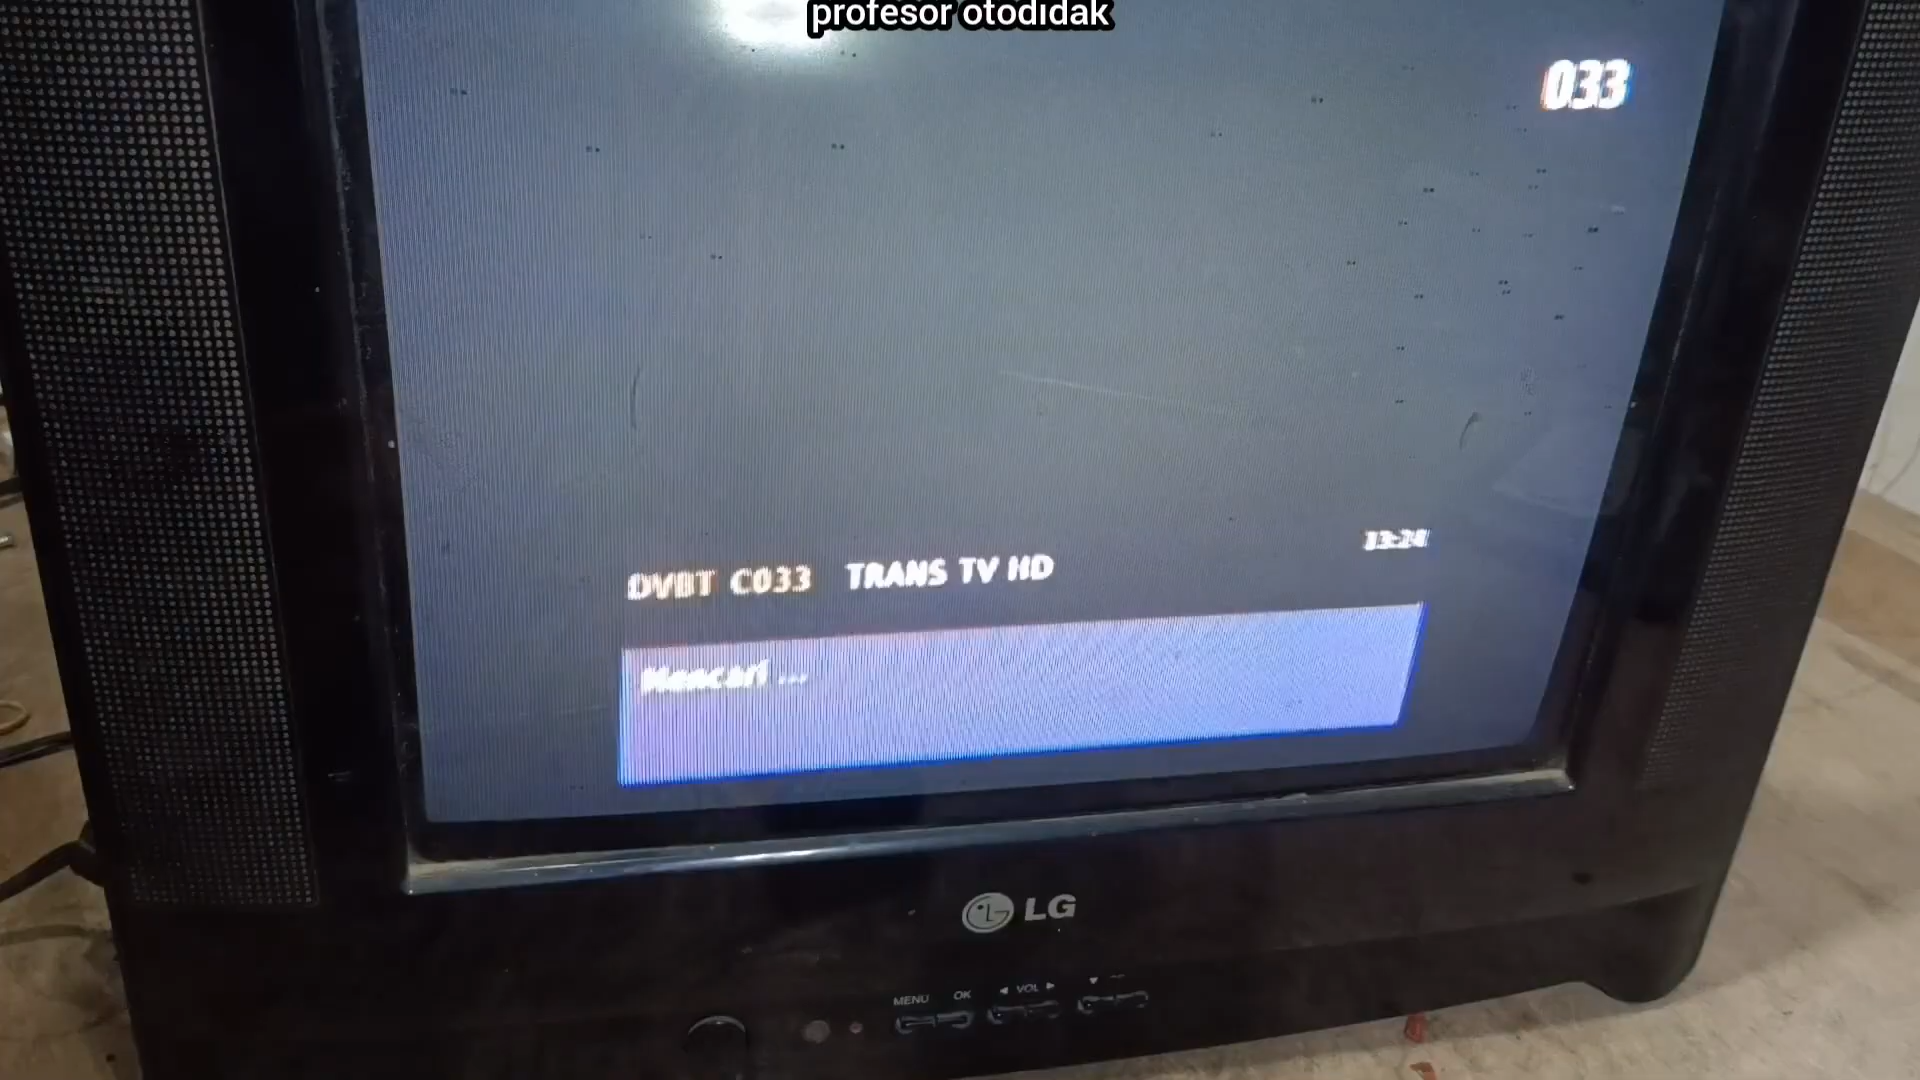 profesor otodidak
033
13:24
DVBT C033 TRANS TV HD
Mencari ...
LG
MENU OK ◄ VOL ►